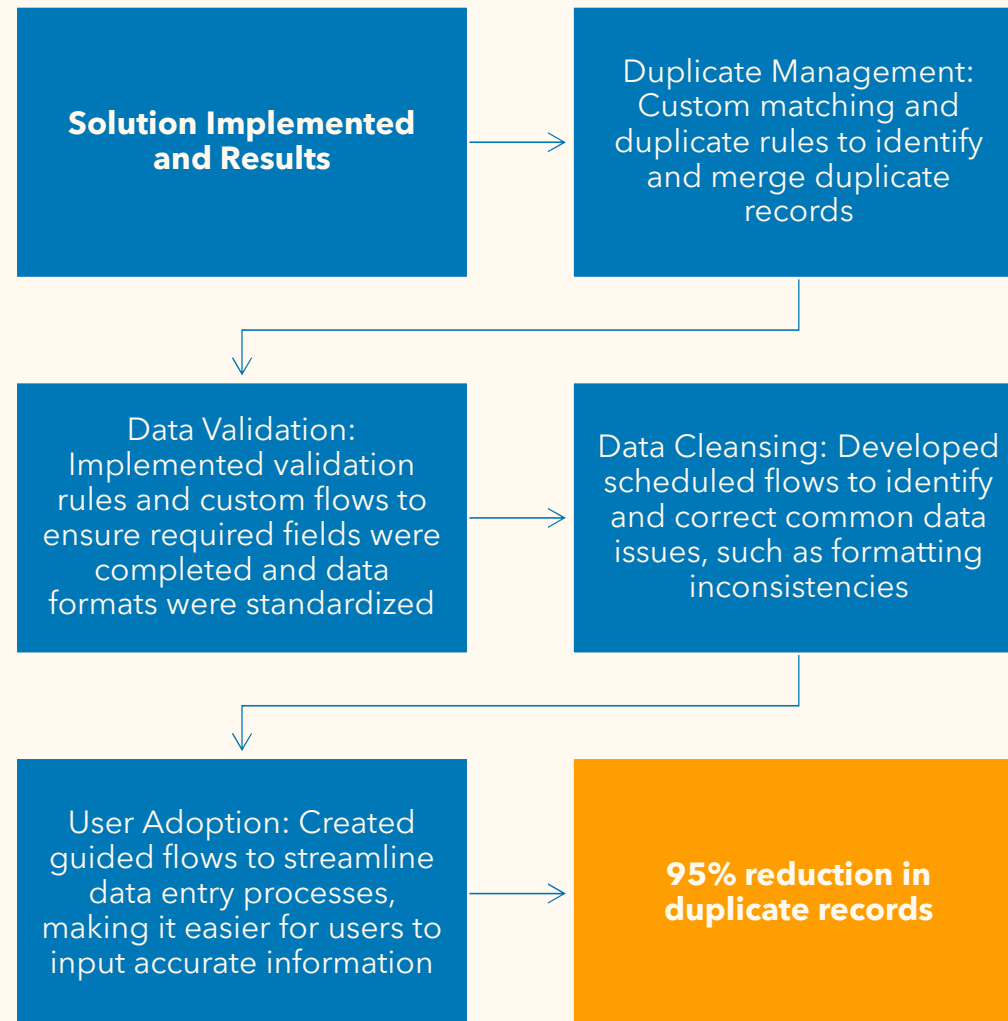 Solution Implemented
and Results
Duplicate Management:
Custom matching and
duplicate rules to identify
and merge duplicate
records
Data Validation:
Implemented validation
rules and custom flows to
ensure required fields were
completed and data
formats were standardized
Data Cleansing: Developed
scheduled flows to identify
and correct common data
issues, such as formatting
inconsistencies
User Adoption: Created
guided flows to streamline
data entry processes,
making it easier for users to
input accurate information
95% reduction in
duplicate records